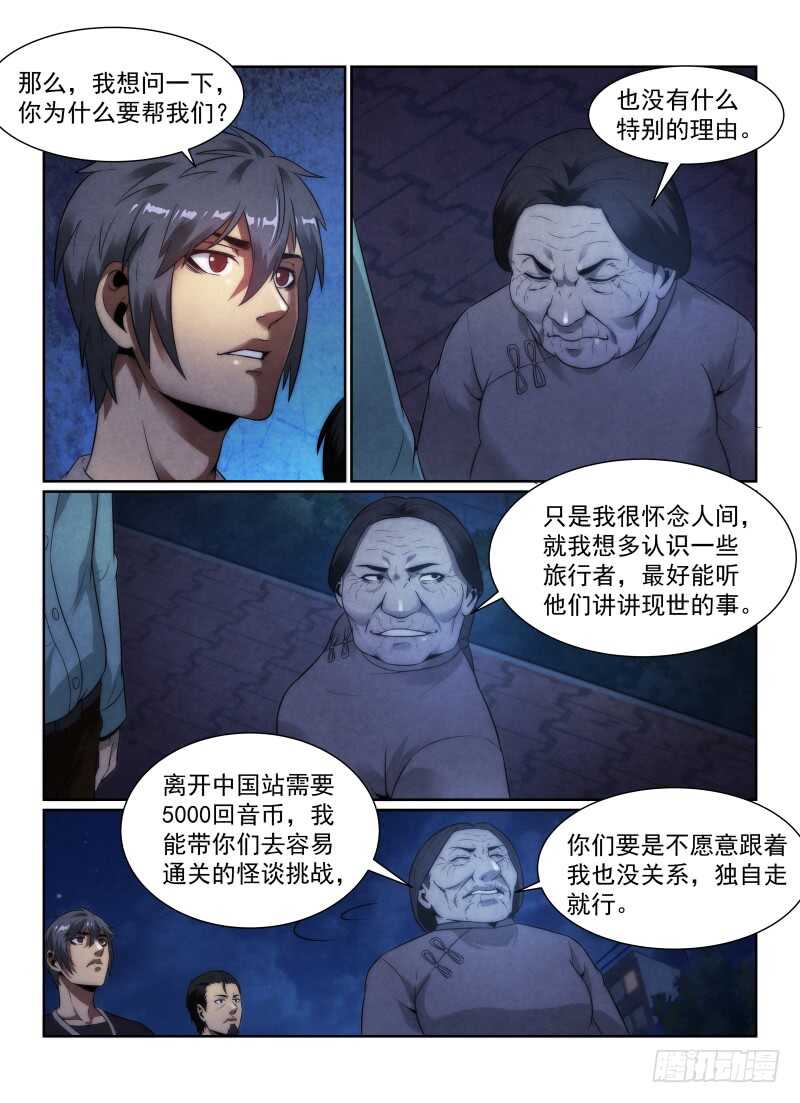 那么，我想问一下，
你为什么要帮我们？
也没有什么
特别的理由。
只是我很怀念人间，
就我想多认识一些
旅行者，最好能听
他们讲讲现世的事。
离开中国站需要
5000回音币，我
能带你们去容易
通关的怪谈挑战，
你们要是不愿意跟着
我也没关系，独自走
就行。
腾讯动漫